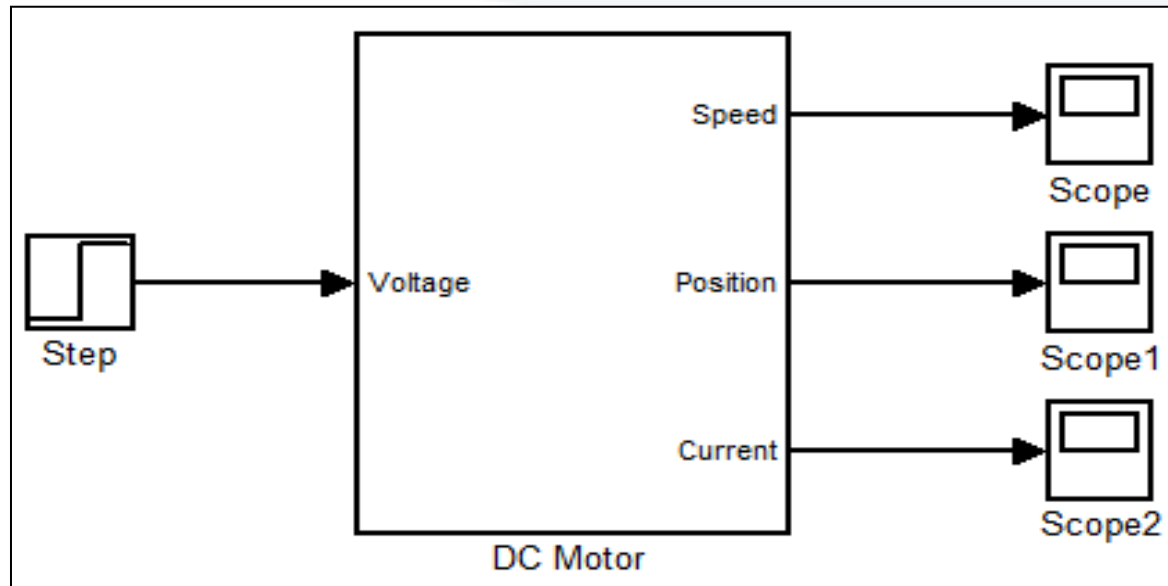 Speed
Scope
Step
Voltage
Position
Scope1
Current
Scope2
DC Motor